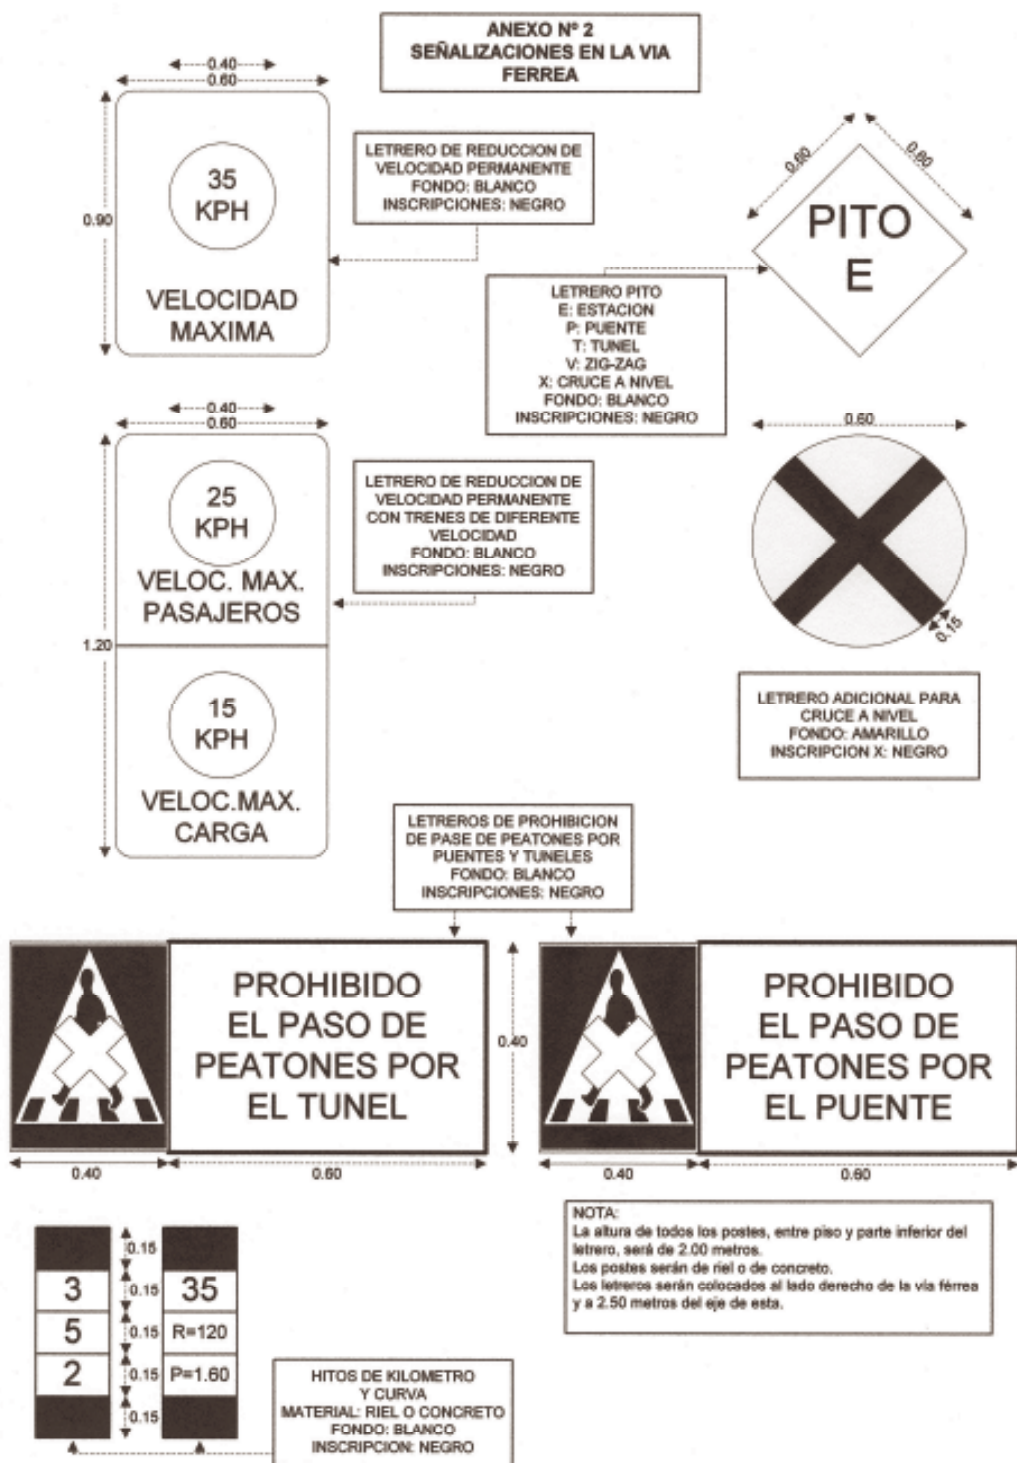 ANEXO Nº 2
SEÑALIZACIONES EN LA VIA
FERREA
0.40
0.60
0.90
35
KPH
VELOCIDAD
MAXIMA
LETRERO DE REDUCCION DE
VELOCIDAD PERMANENTE
FONDO: BLANCO
INSCRIPCIONES: NEGRO
0.60
0.60
PITO
E
LETRERO PITO
E: ESTACION
P: PUENTE
T: TUNEL
V: ZIG-ZAG
X: CRUCE A NIVEL
FONDO: BLANCO
INSCRIPCIONES: NEGRO
0.40
0.60
1.20
25
KPH
VELOC. MAX.
PASAJEROS
15
KPH
VELOC.MAX.
CARGA
LETRERO DE REDUCCION DE
VELOCIDAD PERMANENTE
CON TRENES DE DIFERENTE
VELOCIDAD
FONDO: BLANCO
INSCRIPCIONES: NEGRO
0.60
0.15
LETRERO ADICIONAL PARA
CRUCE A NIVEL
FONDO: AMARILLO
INSCRIPCION X: NEGRO
LETREROS DE PROHIBICION
DE PASE DE PEATONES POR
PUENTES Y TUNELES
FONDO: BLANCO
INSCRIPCIONES: NEGRO
PROHIBIDO
EL PASO DE
PEATONES POR
EL TUNEL
0.40
0.60
0.40
PROHIBIDO
EL PASO DE
PEATONES POR
EL PUENTE
0.40
0.60
3
5
2
0.15
0.15
0.15
0.15
0.15
35
R=120
P=1.60
HITOS DE KILOMETRO
Y CURVA
MATERIAL: RIEL O CONCRETO
FONDO: BLANCO
INSCRIPCION: NEGRO
NOTA:
La altura de todos los postes, entre piso y parte inferior del
letrero, será de 2.00 metros.
Los postes serán de riel o de concreto.
Los letreros serán colocados al lado derecho de la vía férrea
y a 2.50 metros del eje de esta.